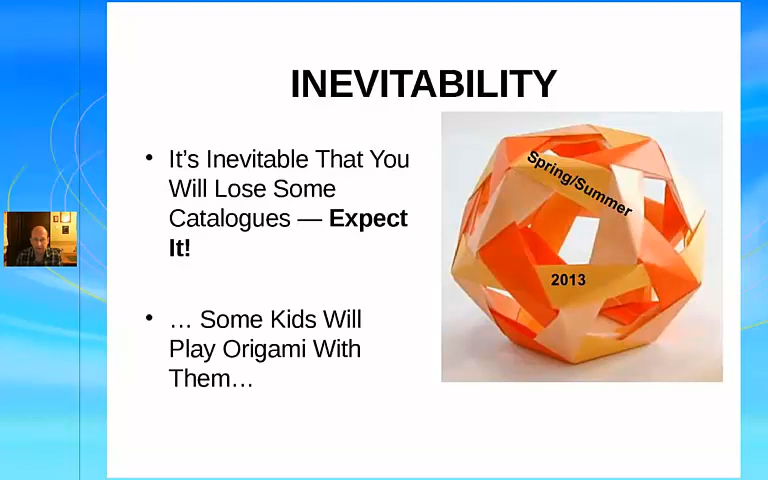 INEVITABILITY
• It’s Inevitable That You
Will Lose Some
Catalogues — Expect
It!
• … Some Kids Will
Play Origami With
Them…
Spring/Summer
2013